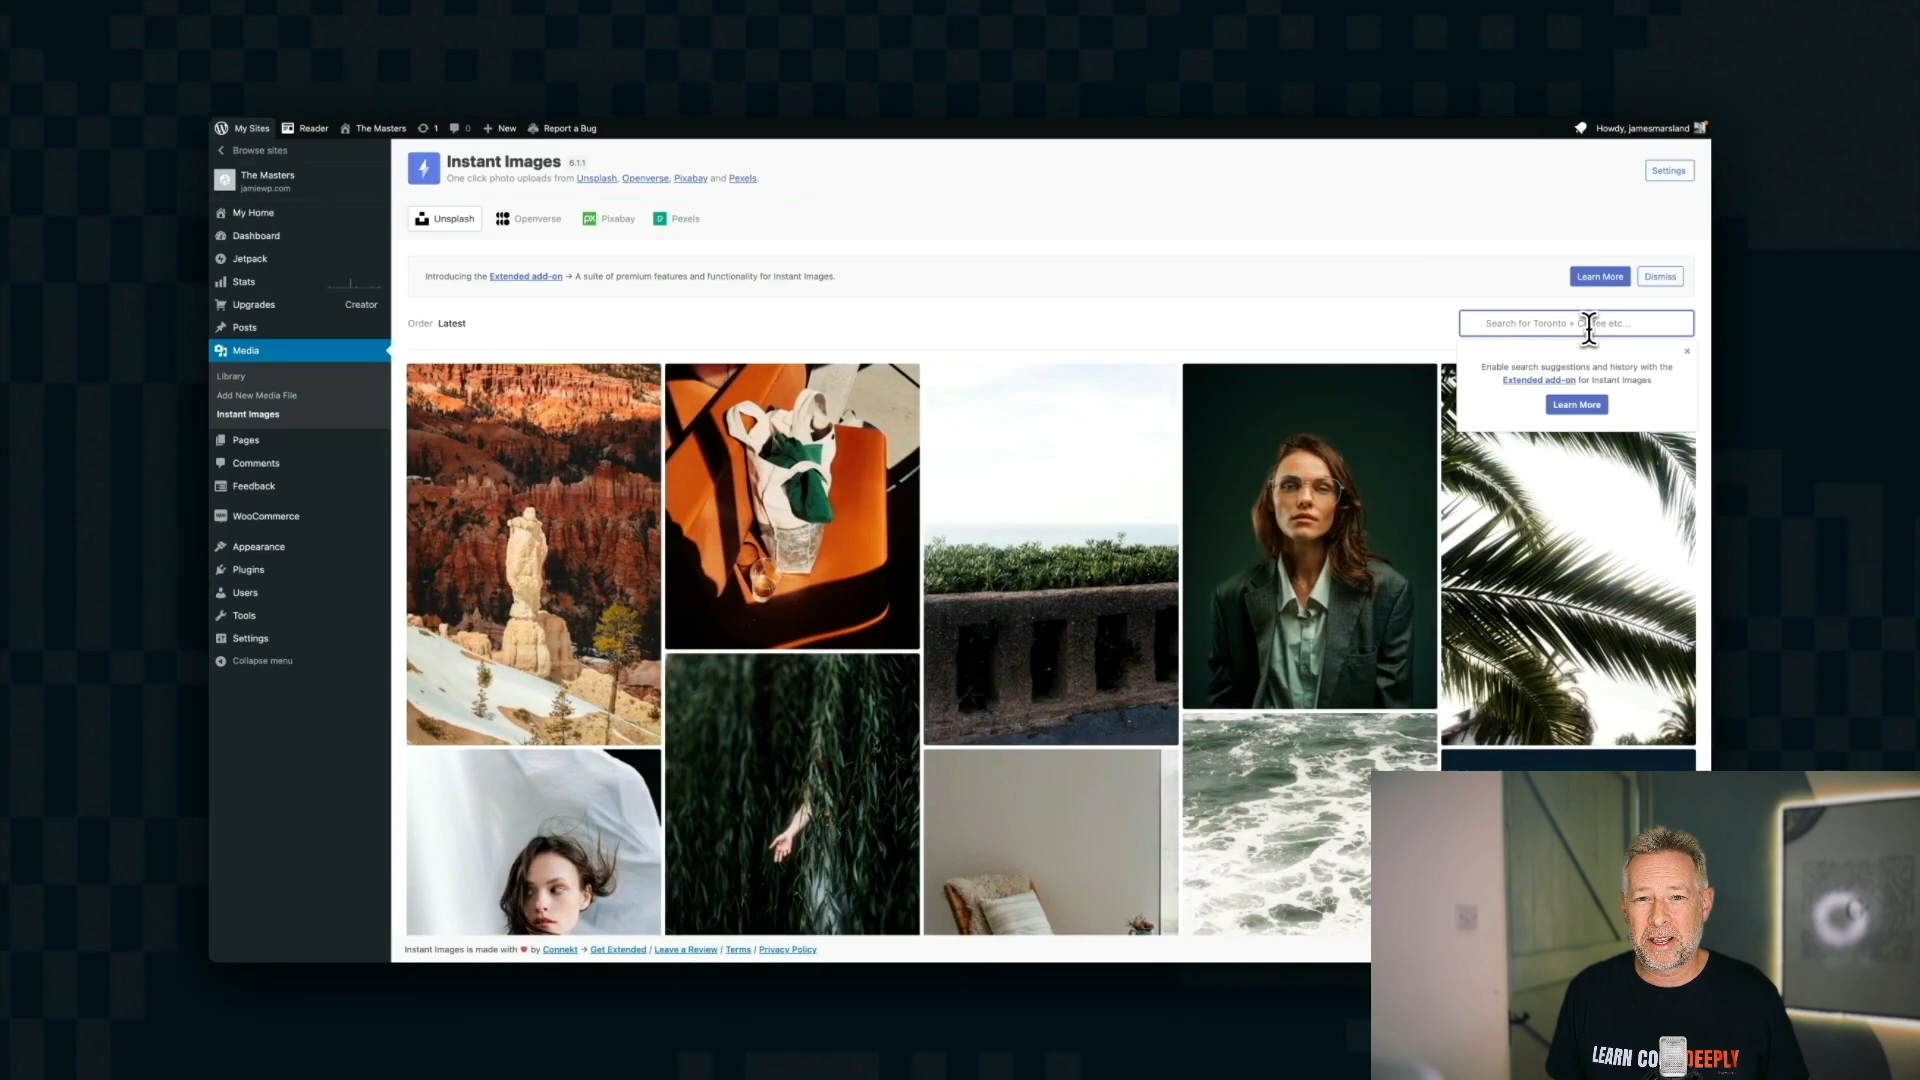 My Sites
Reader
The Masters
1
0
New
Report a Bug
Howdy, jamesmarsland
Browse sites
The Masters
jamiewp.com
My Home
Dashboard
Jetpack
Stats
Upgrades
Creator
Posts
Media
Library
Add New Media File
Instant Images
Pages
Comments
Feedback
WooCommerce
Appearance
Plugins
Users
Tools
Settings
Collapse menu
Instant Images 6.1.1
One click photo uploads from Unsplash, Openverse, Pixabay and Pexels.
Settings
Unsplash
Openverse
Pixabay
Pexels
Introducing the Extended add-on → A suite of premium features and functionality for Instant Images.
Learn More
Dismiss
Order Latest
Search for Toronto + etc...
Enable search suggestions and history with the
Extended add-on for Instant Images
Learn More
Instant Images is made with ♥ by Connekt → Get Extended / Leave a Review / Terms / Privacy Policy
LEARN DEEPLY